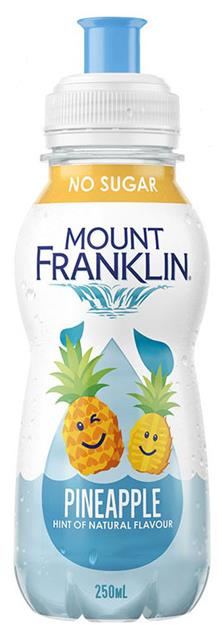 NO SUGAR
MOUNT
FRANKLIN
PINEAPPLE
HINT OF NATURAL FLAVOUR
250mL